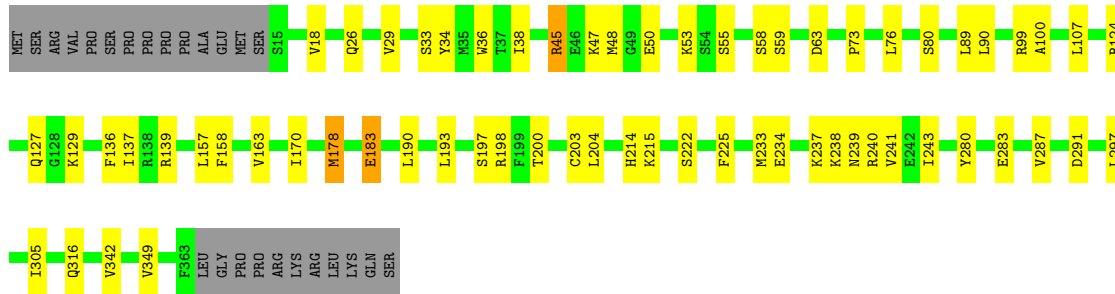 MET SER ARG VAL PRO SER PRO PRO PRO PRO ALA GLU MET SER S15 V18 Q26 V29 S33 Y34 M35 W36 T37 I38 R45 E46 K47 M48 G49 E50 K53 S54 S55 S58 S59 D63 P73 L76 S80 L89 L90 R99 A100 L107
Q127 G128 K129 F136 I137 R138 R139 L157 F158 V163 I170 M178 E183 L190 L193 S197 R198 F199 T200 C203 L204 H214 K215 S222 F225 M233 E234 K237 E238 N239 R240 V241 E242 I243 Y280 E283 V287 D291
I305 Q316 V342 V349 F363 LEU GLY PRO PRO ARG LYS ARG LEU LYS GLN SER